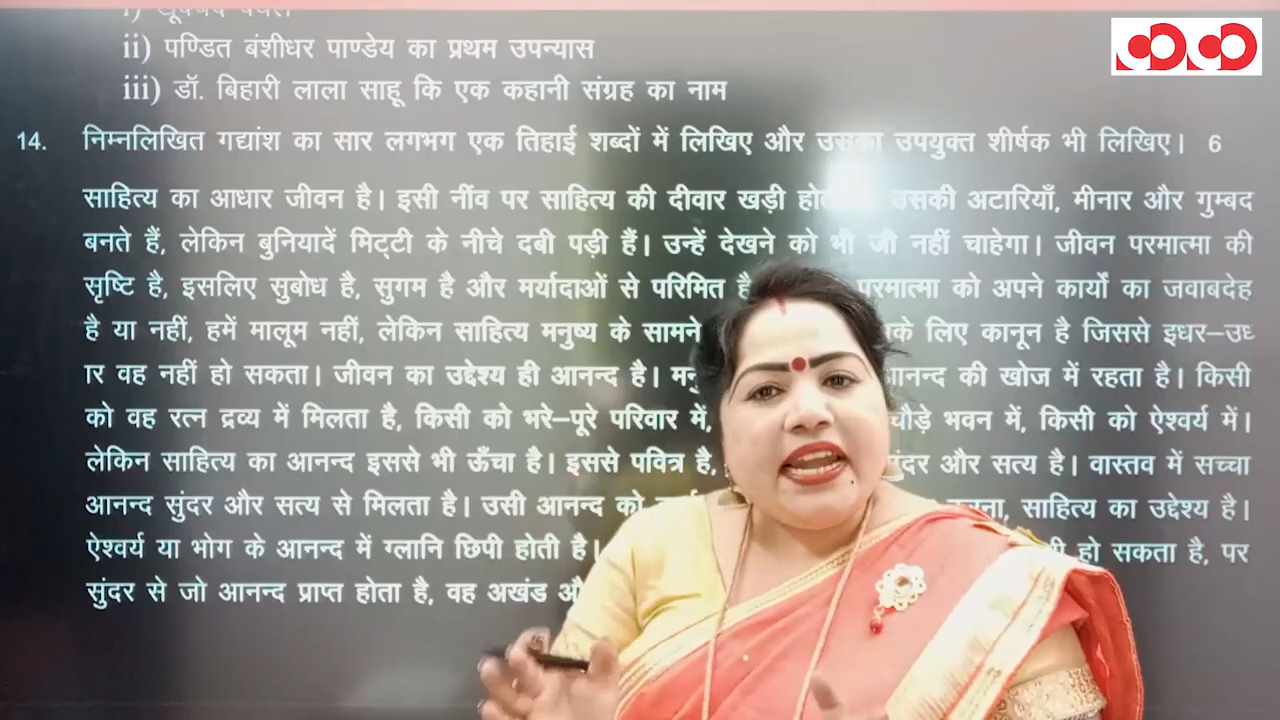 ii) पण्डित बंशीधर पाण्डेय का प्रथम उपन्यास
iii) डॉ. बिहारी लाला साहू कि एक कहानी संग्रह का नाम
14. निम्नलिखित गद्यांश का सार लगभग एक तिहाई शब्दों में लिखिए और उसका उपयुक्त शीर्षक भी लिखिए। 6
साहित्य का आधार जीवन है। इसी नींव पर साहित्य की दीवार खड़ी उसकी अटारियाँ, मीनार और गुम्बद
बनते हैं, लेकिन बुनियादें मिट्टी के नीचे दबी पड़ी हैं। उन्हें देखने को भी जी नहीं चाहेगा। जीवन परमात्मा की
सृष्टि है, इसलिए सुबोध है, सुगम है और मर्यादाओं से परिमित परमात्मा को अपने कार्यों का जवाबदेह
है या नहीं, हमें मालूम नहीं, लेकिन साहित्य मनुष्य के सामने के लिए कानून है जिससे इधर–उध
ार वह नहीं हो सकता। जीवन का उद्देश्य ही आनन्द है। आनन्द की खोज में रहता है। किसी
को वह रत्न द्रव्य में मिलता है, किसी को भरे–पूरे परिवार में, चौड़े भवन में, किसी को ऐश्वर्य में।
लेकिन साहित्य का आनन्द इससे भी ऊँचा है। इससे पवित्र है, और सत्य है। वास्तव में सच्चा
आनन्द सुंदर और सत्य से मिलता है। उसी आनन्द को साहित्य का उद्देश्य है।
ऐश्वर्य या भोग के आनन्द में ग्लानि छिपी होती है। हो सकता है, पर
सुंदर से जो आनन्द प्राप्त होता है, वह अखंड